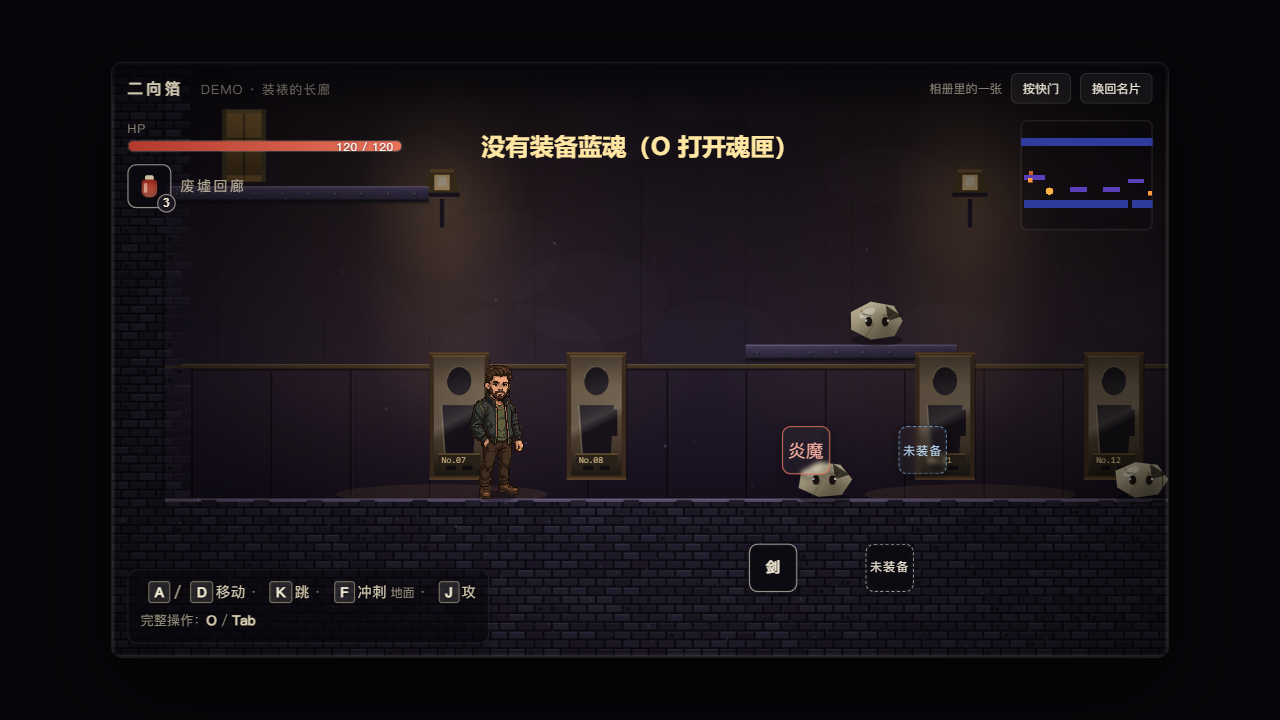 二向箔 DEMO · 装裱的长廊
相册里的一张 按快门 换回名片
HP
120 / 120
没有装备蓝魂（O 打开魂匣）
3
废墟回廊
炎魔
未装备
No.07
No.08
No.12
剑
未装备
A / D 移动 · K 跳 · F 冲刺 地面 · J 攻
完整操作: O / Tab